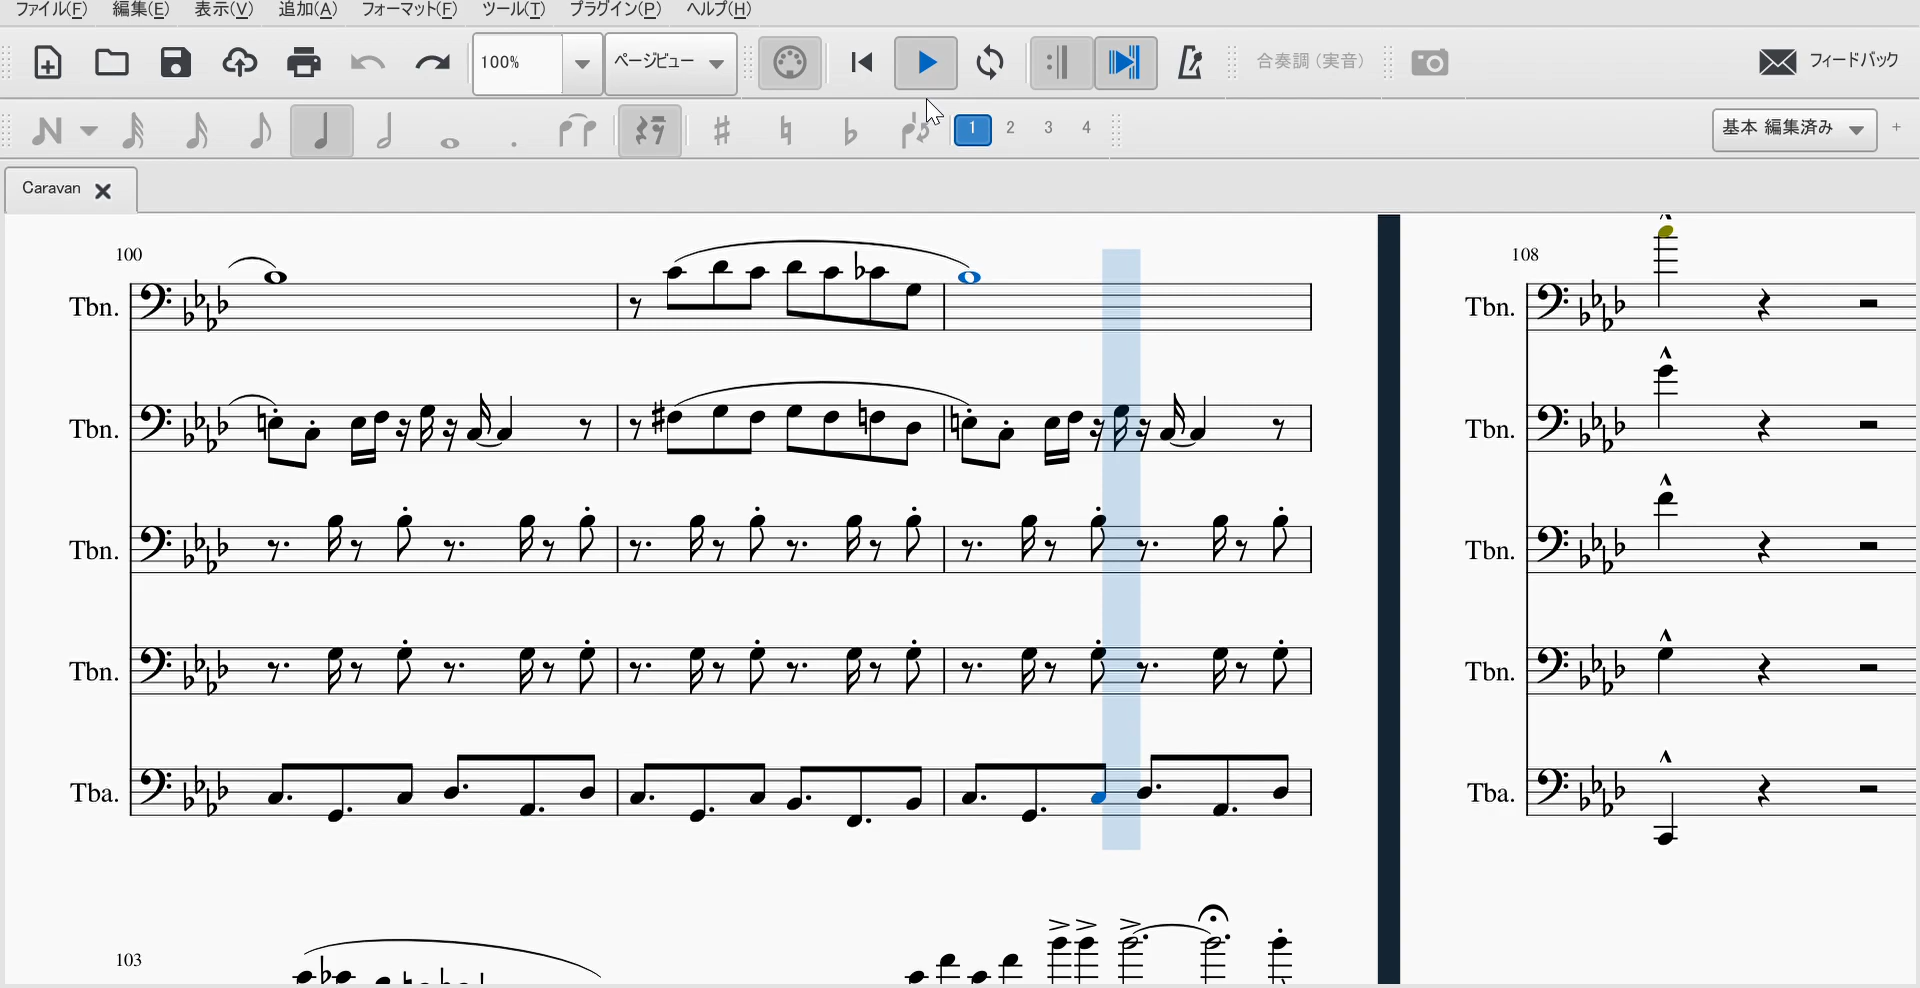 ファイル(F) 編集(E) 表示(V) 追加(A) フォーマット(F) ツール(T) プラグイン(P) ヘルプ(H)
100% ページビュー 合奏調 (実音) フィードバック
1 2 3 4 基本 編集済み +
Caravan
100 108
Tbn. Tbn.
Tbn. Tbn.
Tbn. Tbn.
Tbn. Tbn.
Tba. Tba.
103